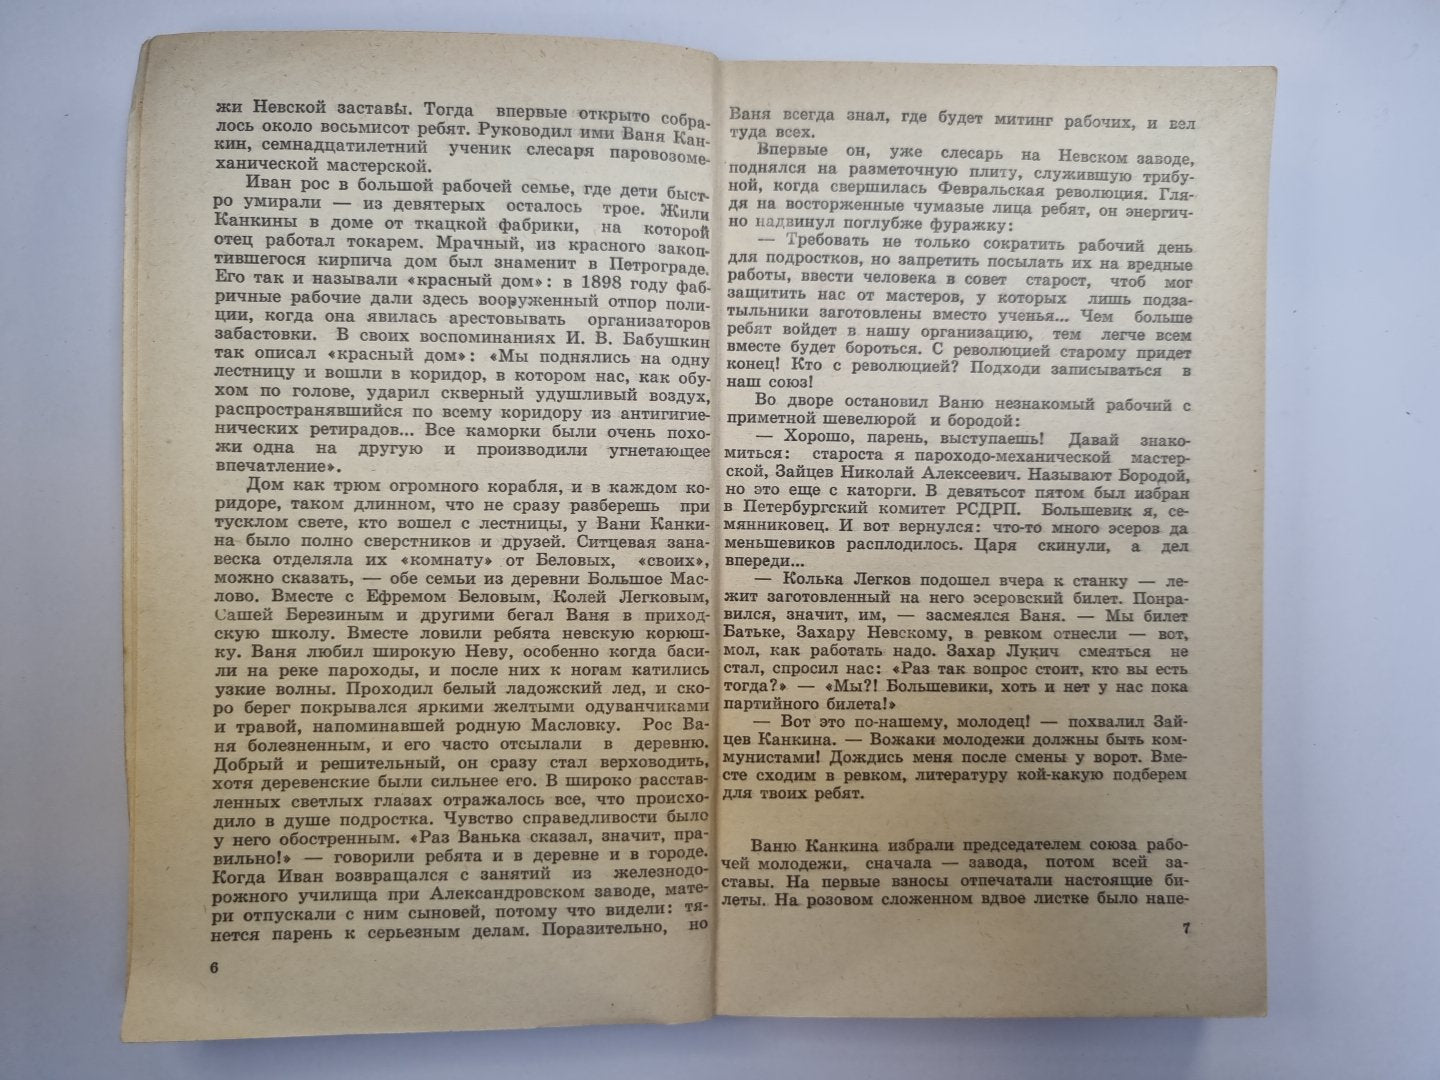 жи Невской заставы. Тогда впервые открыто собра-
лось около восьмисот ребят. Руководил ими Ваня Кан-
кин, семнадцатилетний ученик слесаря паровозоме-
ханической мастерской.
Иван рос в большой рабочей семье, где дети быст-
ро умирали — из девятерых осталось трое. Жили
Канкины в доме от ткацкой фабрики, на которой
отец работал токарем. Мрачный, из красного закоп-
тившегося кирпича дом был знаменит в Петрограде.
Его так и называли «красный дом»: в 1898 году фаб-
ричные рабочие дали здесь вооруженный отпор поли-
ции, когда она явилась арестовывать организаторов
забастовки. В своих воспоминаниях И. В. Бабушкин
так описал «красный дом»: «Мы поднялись на одну
лестницу и вошли в коридор, в котором нас, как обу-
хом по голове, ударил скверный удушливый воздух,
распространявшийся по всему коридору из антигигие-
нических ретирадов... Все каморки были очень похо-
жи одна на другую и производили угнетающее
впечатление».
Дом как трюм огромного корабля, и в каждом ко-
ридоре, таком длинном, что не сразу разберешь при
тусклом свете, кто вошел с лестницы, у Вани Канки-
на было полно сверстников и друзей. Ситцевая зана-
веска отделяла их «комнату» от Беловых, «своих»,
можно сказать, — обе семьи из деревни Большое Мас-
лово. Вместе с Ефремом Беловым, Колей Легковым,
Сашей Березиным и другими бегал Ваня в приход-
скую школу. Вместе ловили ребята невскую корюш-
ку. Ваня любил широкую Неву, особенно когда баси-
ли на реке пароходы, и после них к ногам катились
узкие волны. Проходил белый ладожский лед, и ско-
ро берег покрывался яркими желтыми одуванчиками
и травой, напоминавшей родную Масловку. Рос Ва-
ня болезненным, и его часто отсылали в деревню.
Добрый и решительный, он сразу стал верховодить,
хотя деревенские были сильнее его. В широко расстав-
ленных светлых глазах отражалось все, что происхо-
дило в душе подростка. Чувство справедливости было
у него обостренным. «Раз Ванька сказал, значит, пра-
вильно!» — говорили ребята и в деревне и в городе.
Когда Иван возвращался с занятий из железнодо-
рожного училища при Александровском заводе, мате-
ри отпускали с ним сыновей, потому что видели: тя-
нется парень к серьезным делам. Поразительно, но
6
Ваня всегда знал, где будет митинг рабочих, и вел
туда всех.
Впервые он, уже слесарь на Невском заводе,
поднялся на разметочную плиту, служившую трибу-
ной, когда свершилась Февральская революция. Гля-
дя на восторженные чумазые лица ребят, он энергич-
но надвинул поглубже фуражку:
— Требовать не только сократить рабочий день
для подростков, но запретить посылать их на вредные
работы, ввести человека в совет старост, чтоб мог
защитить нас от мастеров, у которых лишь подза-
тыльники заготовлены вместо ученья... Чем больше
ребят войдет в нашу организацию, тем легче всем
вместе будет бороться. С революцией старому придет
конец! Кто с революцией? Подходи записываться в
наш союз!
Во дворе остановил Ваню незнакомый рабочий с
приметной шевелюрой и бородой:
— Хорошо, парень, выступаешь! Давай знако-
миться: староста я пароходо-механической мастер-
ской, Зайцев Николай Алексеевич. Называют Бородой,
но это еще с каторги. В девятьсот пятом был избран
в Петербургский комитет РСДРП. Большевик я, се-
мянниковец. И вот вернулся: что-то много эсеров да
меньшевиков расплодилось. Царя скинули, а дел
впереди...
— Колька Легков подошел вчера к станку — ле-
жит заготовленный на него эсеровский билет. Понра-
вился, значит, им, — засмеялся Ваня. — Мы билет
Батьке, Захару Невскому, в ревком отнесли — вот,
мол, как работать надо. Захар Лукич смеяться не
стал, спросил нас: «Раз так вопрос стоит, кто вы есть
тогда?» — «Мы?! Большевики, хоть и нет у нас пока
партийного билета!»
— Вот это по-нашему, молодец! — похвалил Зай-
цев Канкина. — Вожаки молодежи должны быть ком-
мунистами! Дождись меня после смены у ворот. Вме-
сте сходим в ревком, литературу кой-какую подберем
для твоих ребят.
Ваню Канкина избрали председателем союза рабо-
чей молодежи, сначала — завода, потом всей за-
ставы. На первые взносы отпечатали настоящие би-
леты. На розовом сложенном вдвое листке было напе-
7